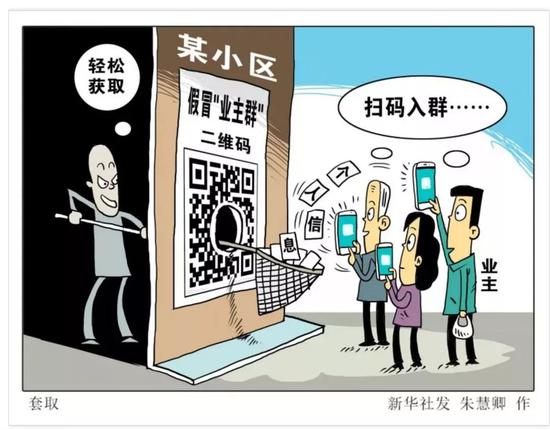 轻松
获取
某小区
假冒“业主群”
二维码
扫码入群……
个
人
信
息
业主
套取
新华社发 朱慧卿 作